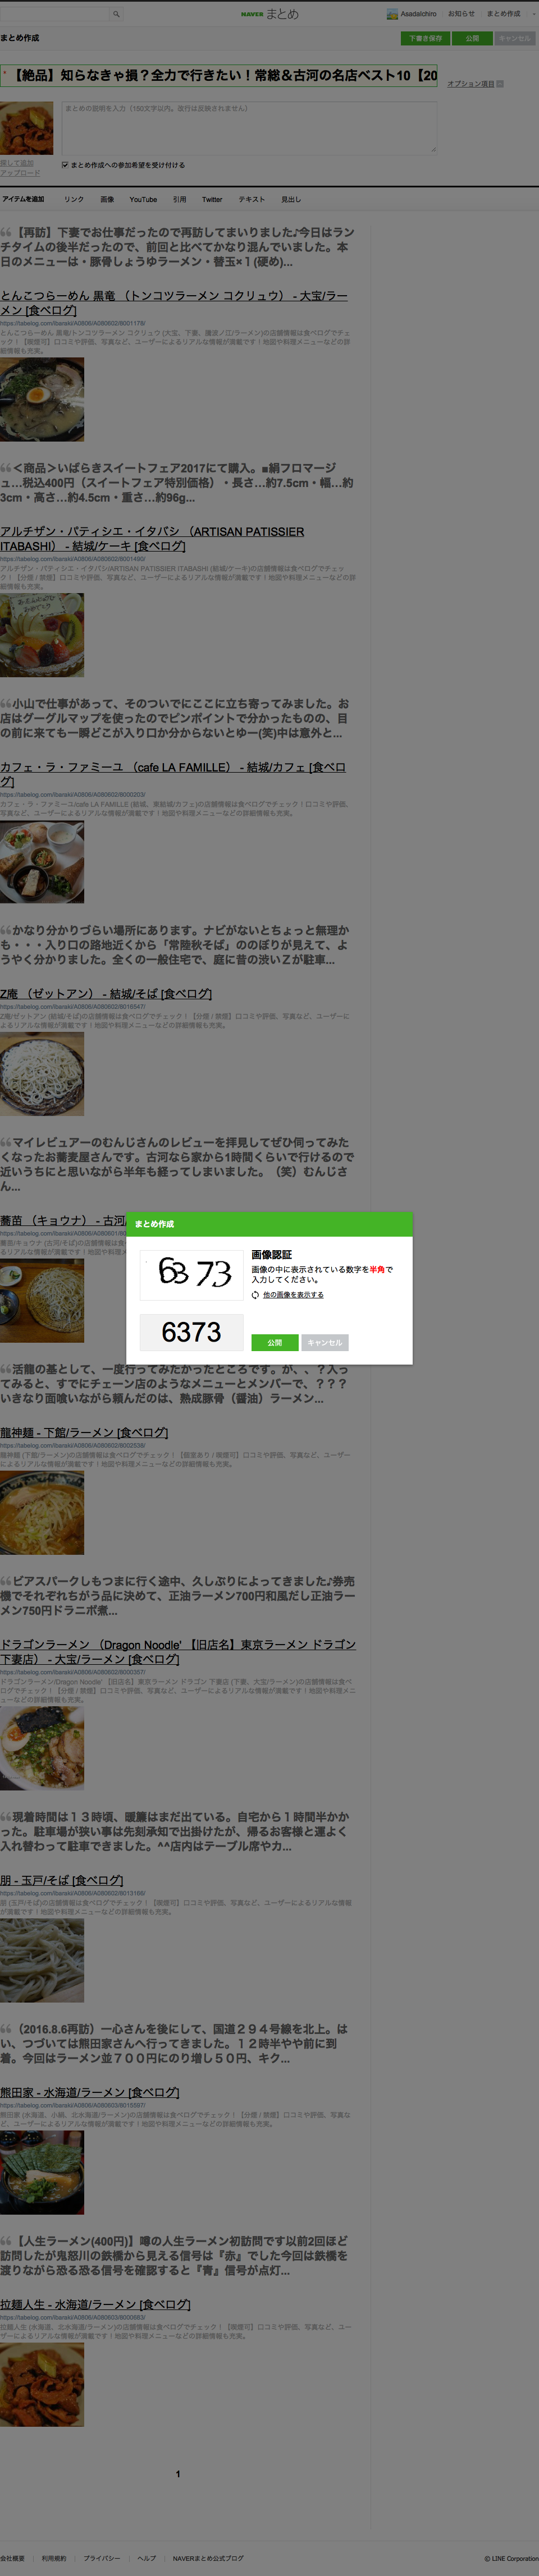 NAVER まとめ
AsadaIchiro
お知らせ
まとめ作成
まとめ作成
下書き保存
公開
キャンセル
* 【絶品】知らなきゃ損？全力で行きたい！常総＆古河の名店ベスト10【20
オプション項目
まとめの説明を入力（180文字以内。改行は反映されません）
探して追加
アップロード
まとめ作成への参加希望を受け付ける
アイテムを追加 リンク 画像 YouTube 引用 Twitter テキスト 見出し
【再訪】下妻でお仕事だったので再訪してまいりました♪今日はラン
チタイムの後半だったので、前回と比べてかなり混んでいました。本
日のメニューは・豚骨しょうゆラーメン・替玉×１(硬め)...
とんこつらーめん 黒竜 （トンコツラーメン コクリュウ） - 大宝/ラー
メン [食べログ]
https://tabelog.com/ibaraki/A0806/A080602/8001179/
とんこつらーめん 黒竜/トンコツラーメン コクリュウ (大宝、下妻、騰波ノ江/ラーメン)の店舗情報は食べログでチェ
ック！【喫煙可】口コミや評価、写真など、ユーザーによるリアルな情報が満載です！地図や料理メニューなどの詳
細情報も充実。
＜商品＞いばらきスイートフェア2017にて購入。■絹フロマージ
ュ…税込400円（スイートフェア特別価格）・長さ…約7.5cm・幅…約
3cm・高さ…約4.5cm・重さ…約96g...
アルチザン・パティシエ・イタバシ （ARTISAN PATISSIER
ITABASHI） - 結城/ケーキ [食べログ]
https://tabelog.com/ibaraki/A0806/A080602/8001490/
アルチザン・パティシエ・イタバシ/ARTISAN PATISSIER ITABASHI (結城/ケーキ)の店舗情報は食べログでチェッ
ク！【分煙 / 禁煙】口コミや評価、写真など、ユーザーによるリアルな情報が満載です！地図や料理メニューなどの詳
細情報も充実。
小山で仕事があって、そのついでにここに立ち寄ってみました。お
店はグーグルマップを使ったのでピンポイントで分かったものの、目
の前に来ても一瞬どこが入り口か分からないとゆー(笑)中は意外と...
カフェ・ラ・ファミーユ （cafe LA FAMILLE） - 結城/カフェ [食べロ
グ]
https://tabelog.com/ibaraki/A0806/A080602/8000203/
カフェ・ラ・ファミーユ/cafe LA FAMILLE (結城、東結城/カフェ)の店舗情報は食べログでチェック！口コミや評価、
写真など、ユーザーによるリアルな情報が満載です！地図や料理メニューなどの詳細情報も充実。
かなり分かりづらい場所にあります。ナビがないとちょっと無理か
も・・・入り口の路地近くから「常陸秋そば」ののぼりが見えて、よ
うやく分かりました。全くの一般住宅で、庭に昔の渋いＺが駐車...
Z庵 （ゼットアン） - 結城/そば [食べログ]
https://tabelog.com/ibaraki/A0806/A080602/8016547/
Z庵/ゼットアン (結城/そば)の店舗情報は食べログでチェック！【分煙 / 禁煙】口コミや評価、写真など、ユーザーに
よるリアルな情報が満載です！地図や料理メニューなどの詳細情報も充実。
マイレビュアーのむんじさんのレビューを拝見してぜひ伺ってみた
くなったお蕎麦屋さんです。古河なら家から1時間くらいで行けるので
近いうちにと思いながら半年も経ってしまいました。（笑）むんじさ
ん...
蕎苗 （キョウナ） - 古河
まとめ作成
63 73
画像認証
画像の中に表示されている数字を半角で
入力してください。
他の画像を表示する
6373
公開
キャンセル
活龍の基として、一度行ってみたかったところです。が、、？入っ
てみると、すでにチェーン店のようなメニューとメンバーで、？？？
いきなり面喰いながら頼んだのは、熟成豚骨（醤油）ラーメン...
龍神麺 - 下館/ラーメン [食べログ]
https://tabelog.com/ibaraki/A0806/A080602/8002536/
龍神麺 (下館/ラーメン)の店舗情報は食べログでチェック！【個室あり / 喫煙可】口コミや評価、写真など、ユーザー
によるリアルな情報が満載です！地図や料理メニューなどの詳細情報も充実。
ビアスパークしもつまに行く途中、久しぶりによってきました♪券売
機でそれぞれちがう品に決めて、正油ラーメン700円和風だし正油ラー
メン750円ドラニボ煮...
ドラゴンラーメン （Dragon Noodle' 【旧店名】東京ラーメン ドラゴン
下妻店） - 大宝/ラーメン [食べログ]
https://tabelog.com/ibaraki/A0806/A080602/8000357/
ドラゴンラーメン/Dragon Noodle' 【旧店名】東京ラーメン ドラゴン 下妻店 (下妻、大宝/ラーメン)の店舗情報は食べ
ログでチェック！【分煙 / 禁煙】口コミや評価、写真など、ユーザーによるリアルな情報が満載です！地図や料理メニ
ューなどの詳細情報も充実。
現着時間は１３時頃、暖簾はまだ出ている。自宅から１時間半かか
った。駐車場が狭い事は先刻承知で出掛けたが、帰るお客様と運よく
入れ替わって駐車できました。^^店内はテーブル席やカ...
朋 - 玉戸/そば [食べログ]
https://tabelog.com/ibaraki/A0806/A080602/8013166/
朋 (玉戸/そば)の店舗情報は食べログでチェック！【喫煙可】口コミや評価、写真など、ユーザーによるリアルな情報
が満載です！地図や料理メニューなどの詳細情報も充実。
（2016.8.6再訪）一心さんを後にして、国道２９４号線を北上。は
い、つづいては熊田家さんへ行ってきました。１２時半やや前に到
着。今回はラーメン並７００円にのり増し５０円、キク...
熊田家 - 水海道/ラーメン [食べログ]
https://tabelog.com/ibaraki/A0806/A080603/8015597/
熊田家 (水海道、小絹、北水海道/ラーメン)の店舗情報は食べログでチェック！【分煙 / 禁煙】口コミや評価、写真な
ど、ユーザーによるリアルな情報が満載です！地図や料理メニューなどの詳細情報も充実。
【人生ラーメン(400円)】噂の人生ラーメン初訪問です以前2回ほど
訪問したが鬼怒川の鉄橋から見える信号は『赤』でした今回は鉄橋を
渡りながら恐る恐る信号を確認すると『青』信号が点灯...
拉麺人生 - 水海道/ラーメン [食べログ]
https://tabelog.com/ibaraki/A0806/A080603/8000683/
拉麺人生 (水海道、北水海道/ラーメン)の店舗情報は食べログでチェック！【喫煙可】口コミや評価、写真など、ユー
ザーによるリアルな情報が満載です！地図や料理メニューなどの詳細情報も充実。
1
会社概要 利用規約 プライバシー ヘルプ NAVERまとめ公式ブログ
© LINE Corporation